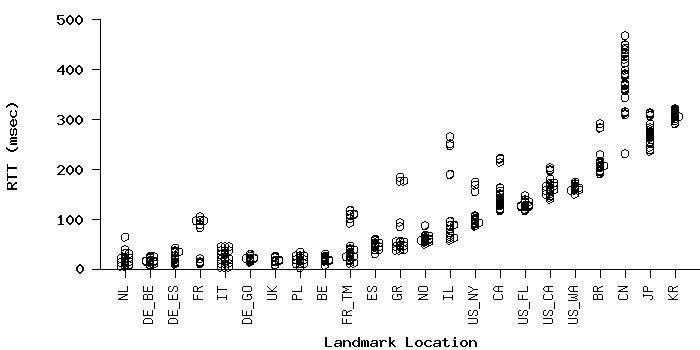 500
400
300
200
100
0
RTT (msec)
NL
DE_BE
DE_ES
FR
IT
DE_GO
UK
PL
BE
FR_TM
ES
GR
NO
IL
US_NY
CA
US_FL
US_CA
US_WA
BR
CN
JP
KR
Landmark Location